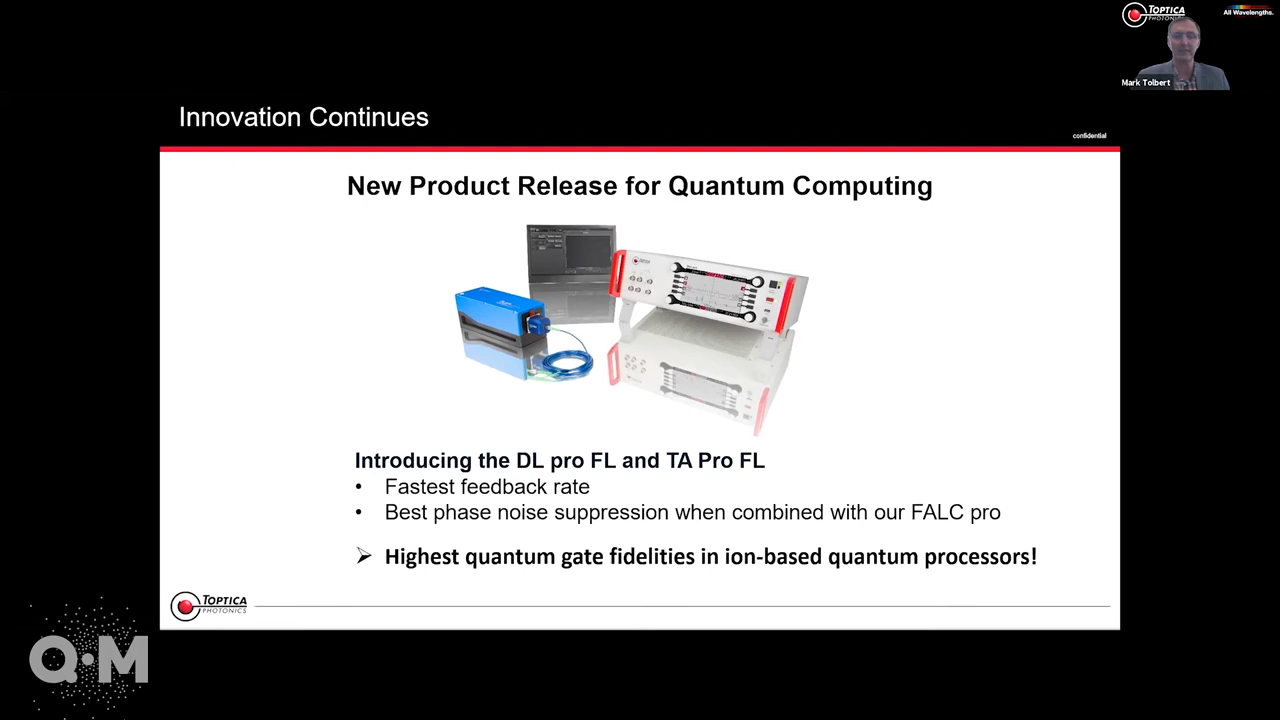 TOPTICA
PHOTONICS
All Wavelengths.
Mark Tolbert
Innovation Continues
confidential
New Product Release for Quantum Computing
TOPTICA
Introducing the DL pro FL and TA Pro FL
• Fastest feedback rate
• Best phase noise suppression when combined with our FALC pro
➢ Highest quantum gate fidelities in ion-based quantum processors!
TOPTICA
PHOTONICS
Q·M